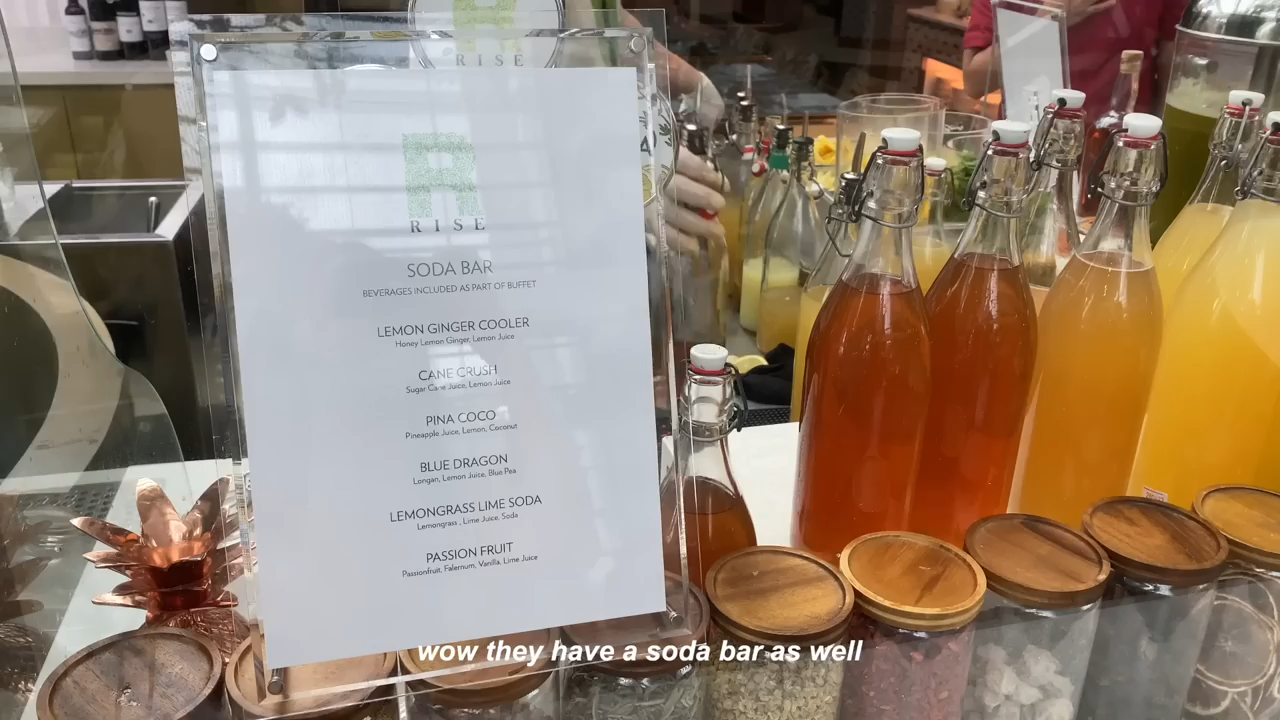 RISE
RISE
SODA BAR
BEVERAGES INCLUDED AS PART OF BUFFET
LEMON GINGER COOLER
Honey Lemon Ginger, Lemon Juice
CANE CRUSH
Sugar Cane Juice, Lemon Juice
PINA COCO
Pineapple Juice, Lemon, Coconut
BLUE DRAGON
Longan, Lemon Juice, Blue Pea
LEMONGRASS LIME SODA
Lemongrass , Lime Juice, Soda
PASSION FRUIT
Passionfruit, Falernum, Vanilla, Lime Juice
wow they have a soda bar as well